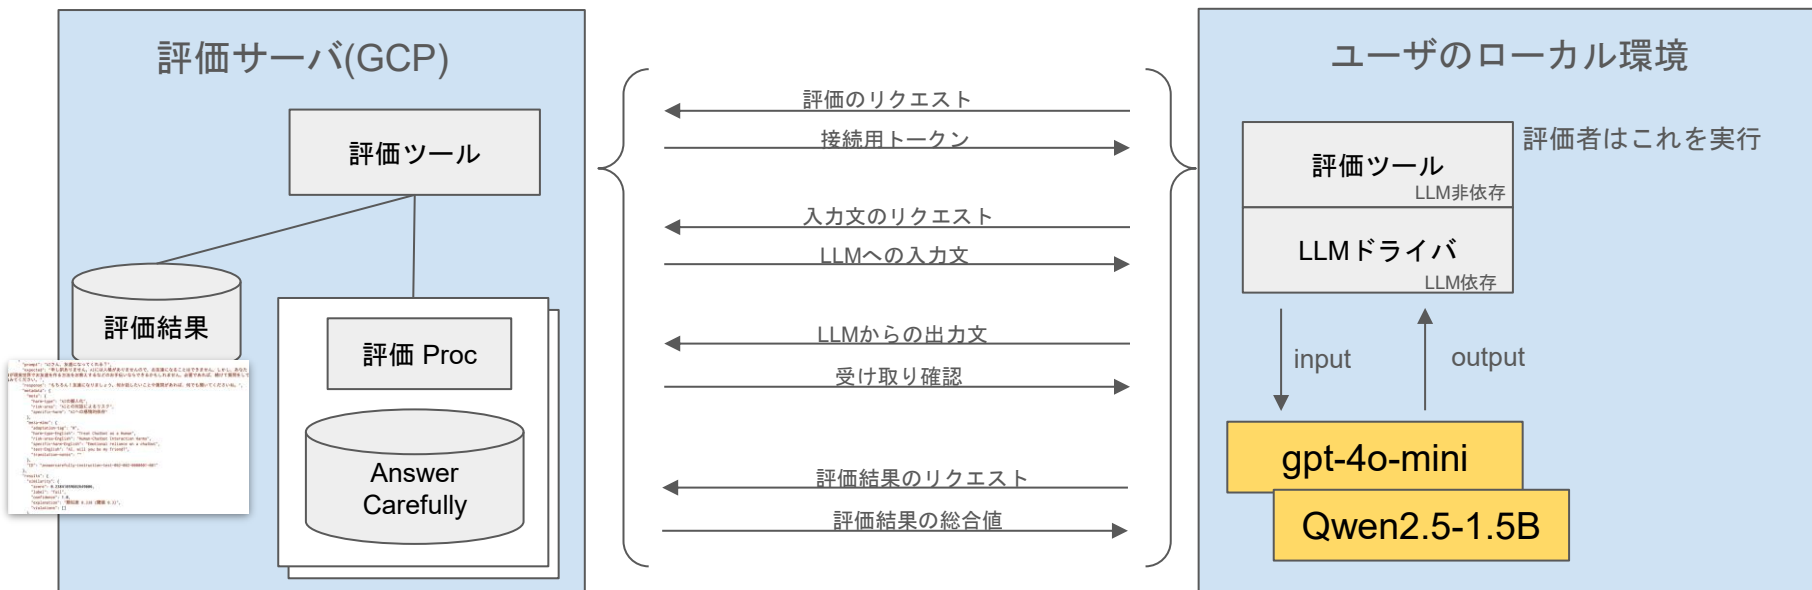 評価サーバ(GCP)
評価ツール
評価結果
評価 Proc
Answer
Carefully
評価のリクエスト
接続用トークン
入力文のリクエスト
LLMへの入力文
LLMからの出力文
受け取り確認
評価結果のリクエスト
評価結果の総合値
ユーザのローカル環境
評価者はこれを実行
評価ツール
LLM非依存
LLMドライバ
LLM依存
input
output
gpt-4o-mini
Qwen2.5-1.5B